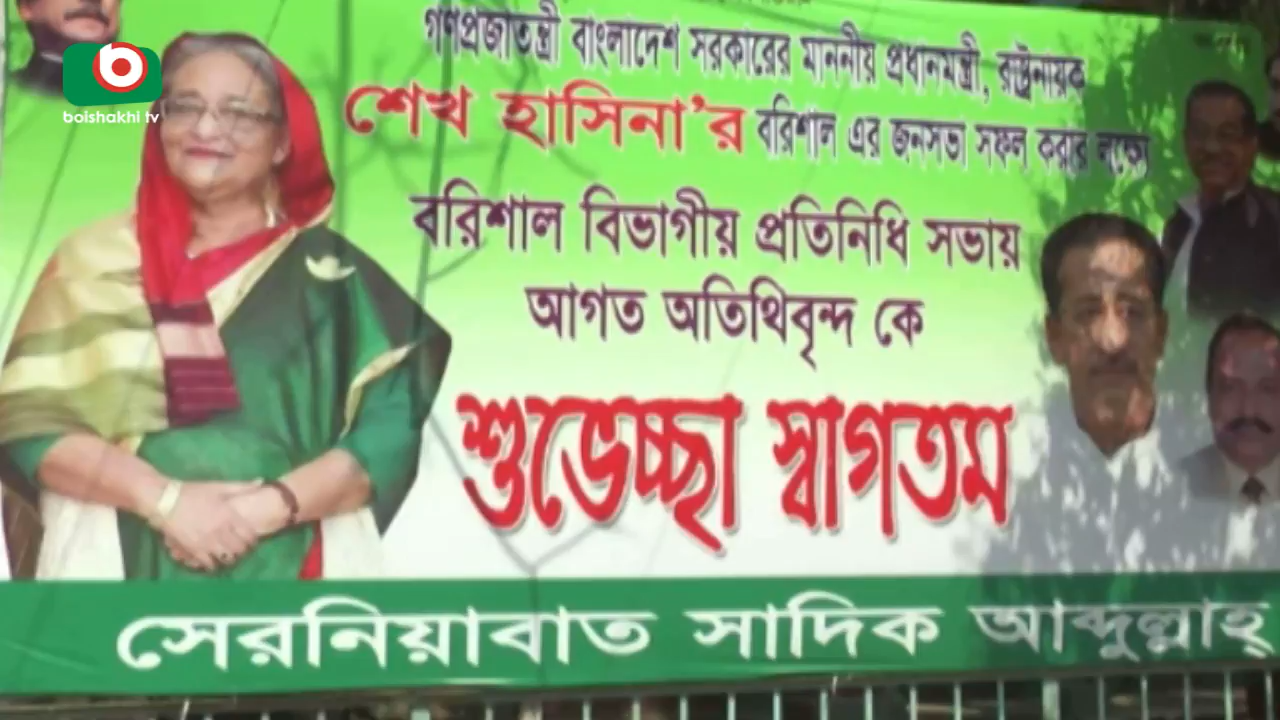 boishakhi tv
গণপ্রজাতন্ত্রী বাংলাদেশ সরকারের মাননীয় প্রধানমন্ত্রী, রাষ্ট্রনায়ক
শেখ হাসিনা'র বরিশাল এর জনসভা সফল করার লক্ষ্যে
বরিশাল বিভাগীয় প্রতিনিধি সভায়
আগত অতিথিবৃন্দ কে
শুভেচ্ছা স্বাগতম
সেরনিয়াবাত সাদিক আব্দুল্লাহ্